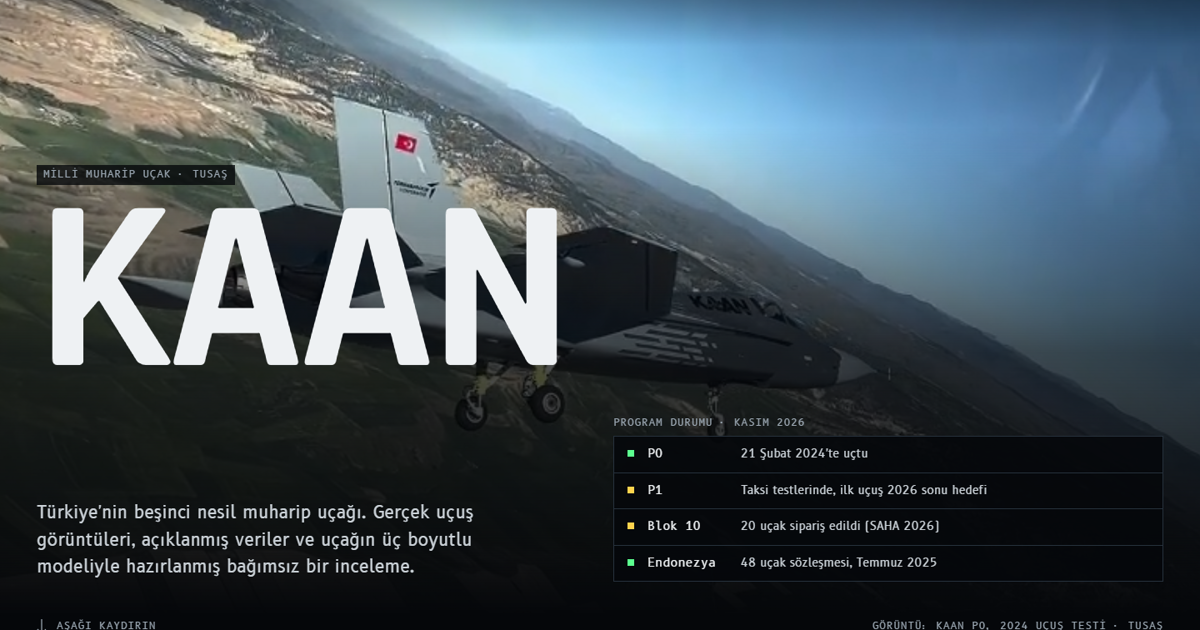 MİLLİ MUHARİP UÇAK · TUSAŞ
KAAN
KAAN
Türkiye'nin beşinci nesil muharip uçağı. Gerçek uçuş
görüntüleri, açıklanmış veriler ve uçağın üç boyutlu
modeliyle hazırlanmış bağımsız bir inceleme.
PROGRAM DURUMU · KASIM 2026
P0 21 Şubat 2024'te uçtu
P1 Taksi testlerinde, ilk uçuş 2026 sonu hedefi
Blok 10 20 uçak sipariş edildi (SAHA 2026)
Endonezya 48 uçak sözleşmesi, Temmuz 2025
AŞAĞI KAYDIRIN
GÖRÜNTÜ: KAAN P0, 2024 UÇUŞ TESTİ · TUSAŞ